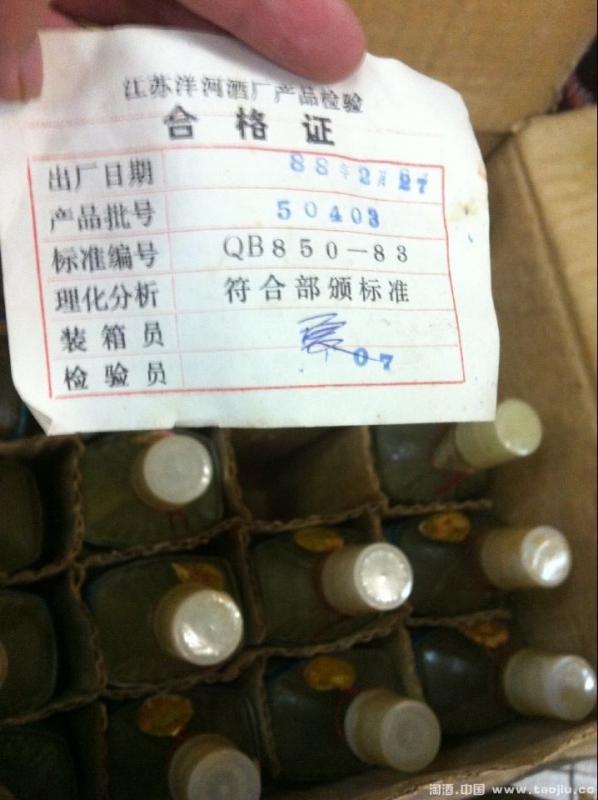 江苏洋河酒厂产品检验
合格证
出厂日期 88年2月27
产品批号 50403
标准编号 QB850-83
理化分析 符合部颁标准
装箱员
检验员 07
淘酒.中国 www.taojiu.cc